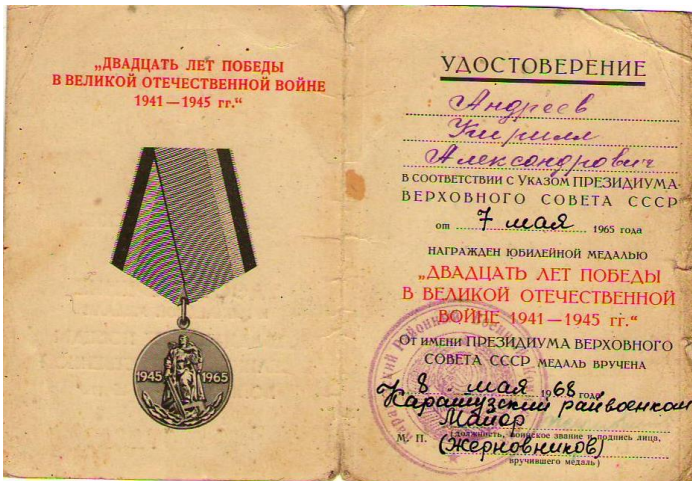 „ДВАДЦАТЬ ЛЕТ ПОБЕДЫ
В ВЕЛИКОЙ ОТЕЧЕСТВЕННОЙ ВОЙНЕ
1941—1945 гг.“
1945 1965
УДОСТОВЕРЕНИЕ
Андреев
Кирилл
Александрович
В СООТВЕТСТВИИ С УКАЗОМ ПРЕЗИДИУМА
ВЕРХОВНОГО СОВЕТА СССР
от 7 мая 1965 года
НАГРАЖДЕН ЮБИЛЕЙНОЙ МЕДАЛЬЮ
„ДВАДЦАТЬ ЛЕТ ПОБЕДЫ
В ВЕЛИКОЙ ОТЕЧЕСТВЕННОЙ
ВОЙНЕ 1941—1945 гг.“
ОТ ИМЕНИ ПРЕЗИДИУМА ВЕРХОВНОГО
СОВЕТА СССР МЕДАЛЬ ВРУЧЕНА
8 мая 1968 года
Каратузский райвоенком
Майор
М. П. (должность, воинское звание и подпись лица,
(Жерновников)
вручившего медаль)